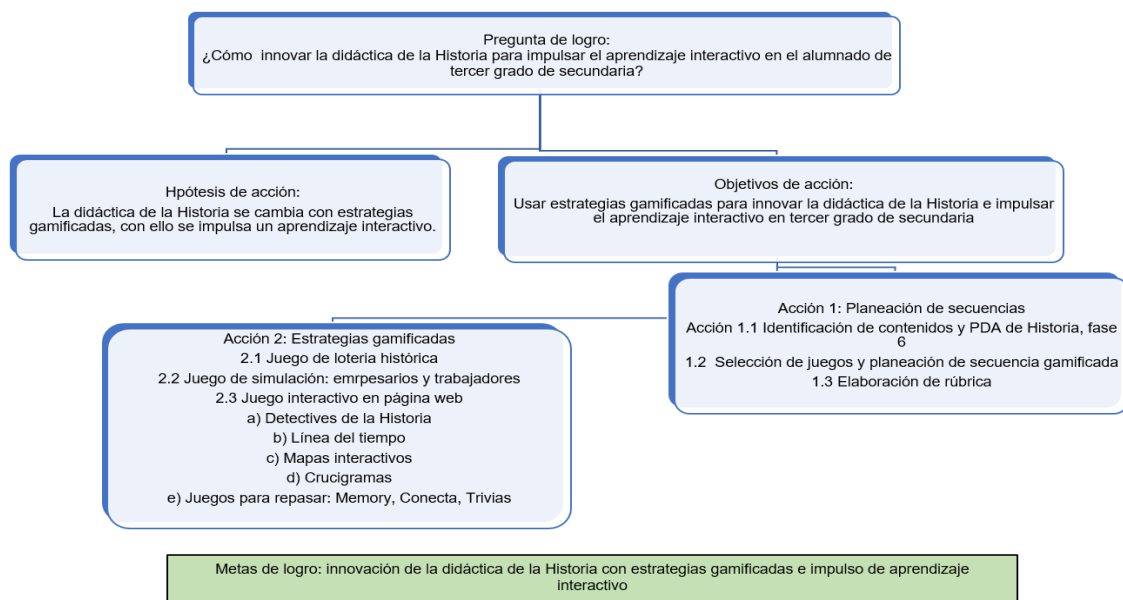 Pregunta de logro:
¿Cómo innovar la didáctica de la Historia para impulsar el aprendizaje interactivo en el alumnado de
tercer grado de secundaria?
Hpótesis de acción:
La didáctica de la Historia se cambia con estrategias
gamificadas, con ello se impulsa un aprendizaje interactivo.
Objetivos de acción:
Usar estrategias gamificadas para innovar la didáctica de la Historia e impulsar
el aprendizaje interactivo en tercer grado de secundaria
Acción 1: Planeación de secuencias
Acción 1.1 Identificación de contenidos y PDA de Historia, fase
6
1.2 Selección de juegos y planeación de secuencia gamificada
1.3 Elaboración de rúbrica
Acción 2: Estrategias gamificadas
2.1 Juego de loteria histórica
2.2 Juego de simulación: emrpesarios y trabajadores
2.3 Juego interactivo en página web
a) Detectives de la Historia
b) Línea del tiempo
c) Mapas interactivos
d) Crucigramas
e) Juegos para repasar: Memory, Conecta, Trivias
Metas de logro: innovación de la didáctica de la Historia con estrategias gamificadas e impulso de aprendizaje
interactivo